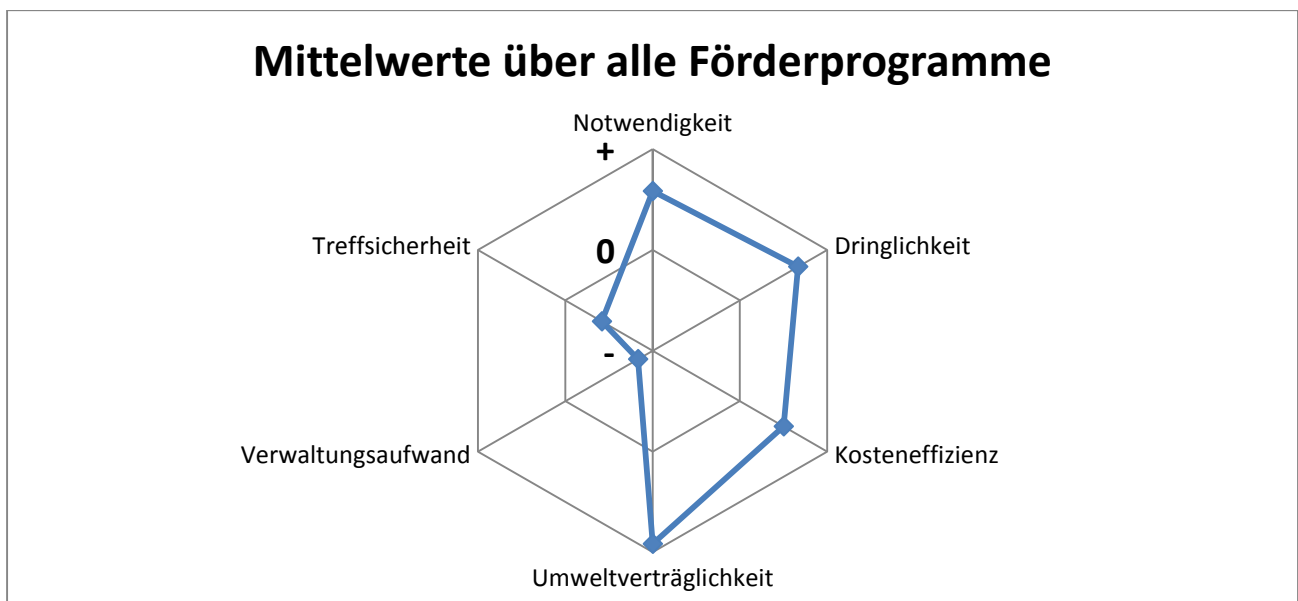 Mittelwerte über alle Förderprogramme
Notwendigkeit
+
Treffsicherheit
0
Dringlichkeit
-
Verwaltungsaufwand
Kosteneffizienz
Umweltverträglichkeit